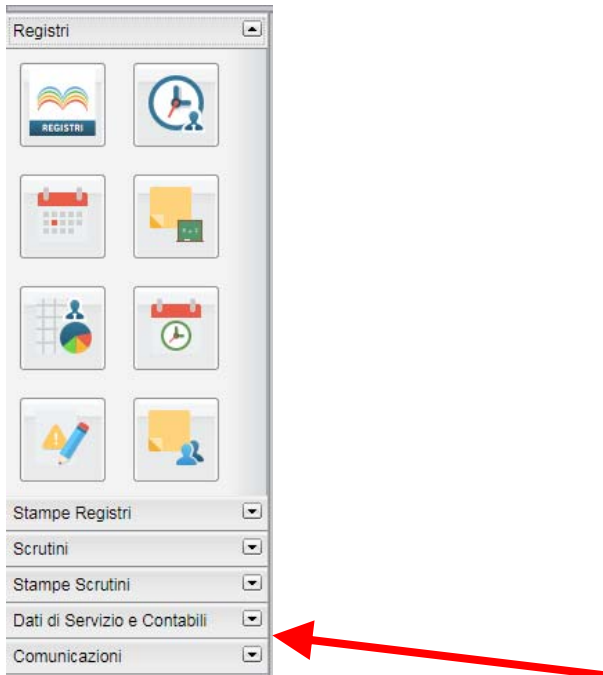 Registri
REGISTRI
Stampe Registri
Scrutini
Stampe Scrutini
Dati di Servizio e Contabili
Comunicazioni